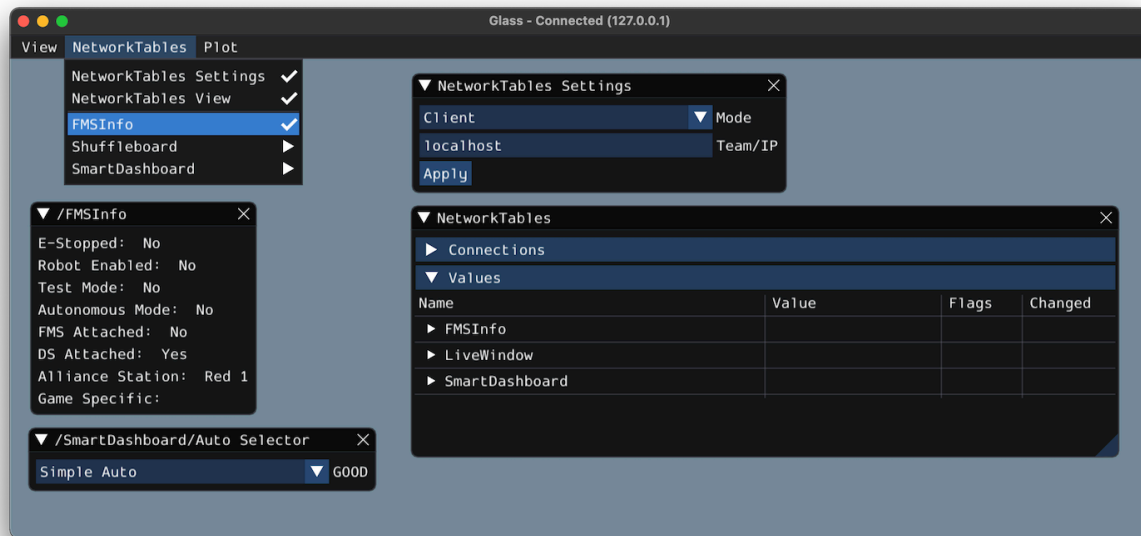 Glass - Connected (127.0.0.1)
View NetworkTables Plot
NetworkTables Settings
NetworkTables View
FMSInfo
Shuffleboard
SmartDashboard
NetworkTables Settings
Client Mode
localhost Team/IP
Apply
/FMSInfo
E-Stopped: No
Robot Enabled: No
Test Mode: No
Autonomous Mode: No
FMS Attached: No
DS Attached: Yes
Alliance Station: Red 1
Game Specific:
NetworkTables
Connections
Values
Name Value Flags Changed
FMSInfo
LiveWindow
SmartDashboard
/SmartDashboard/Auto Selector
Simple Auto GOOD